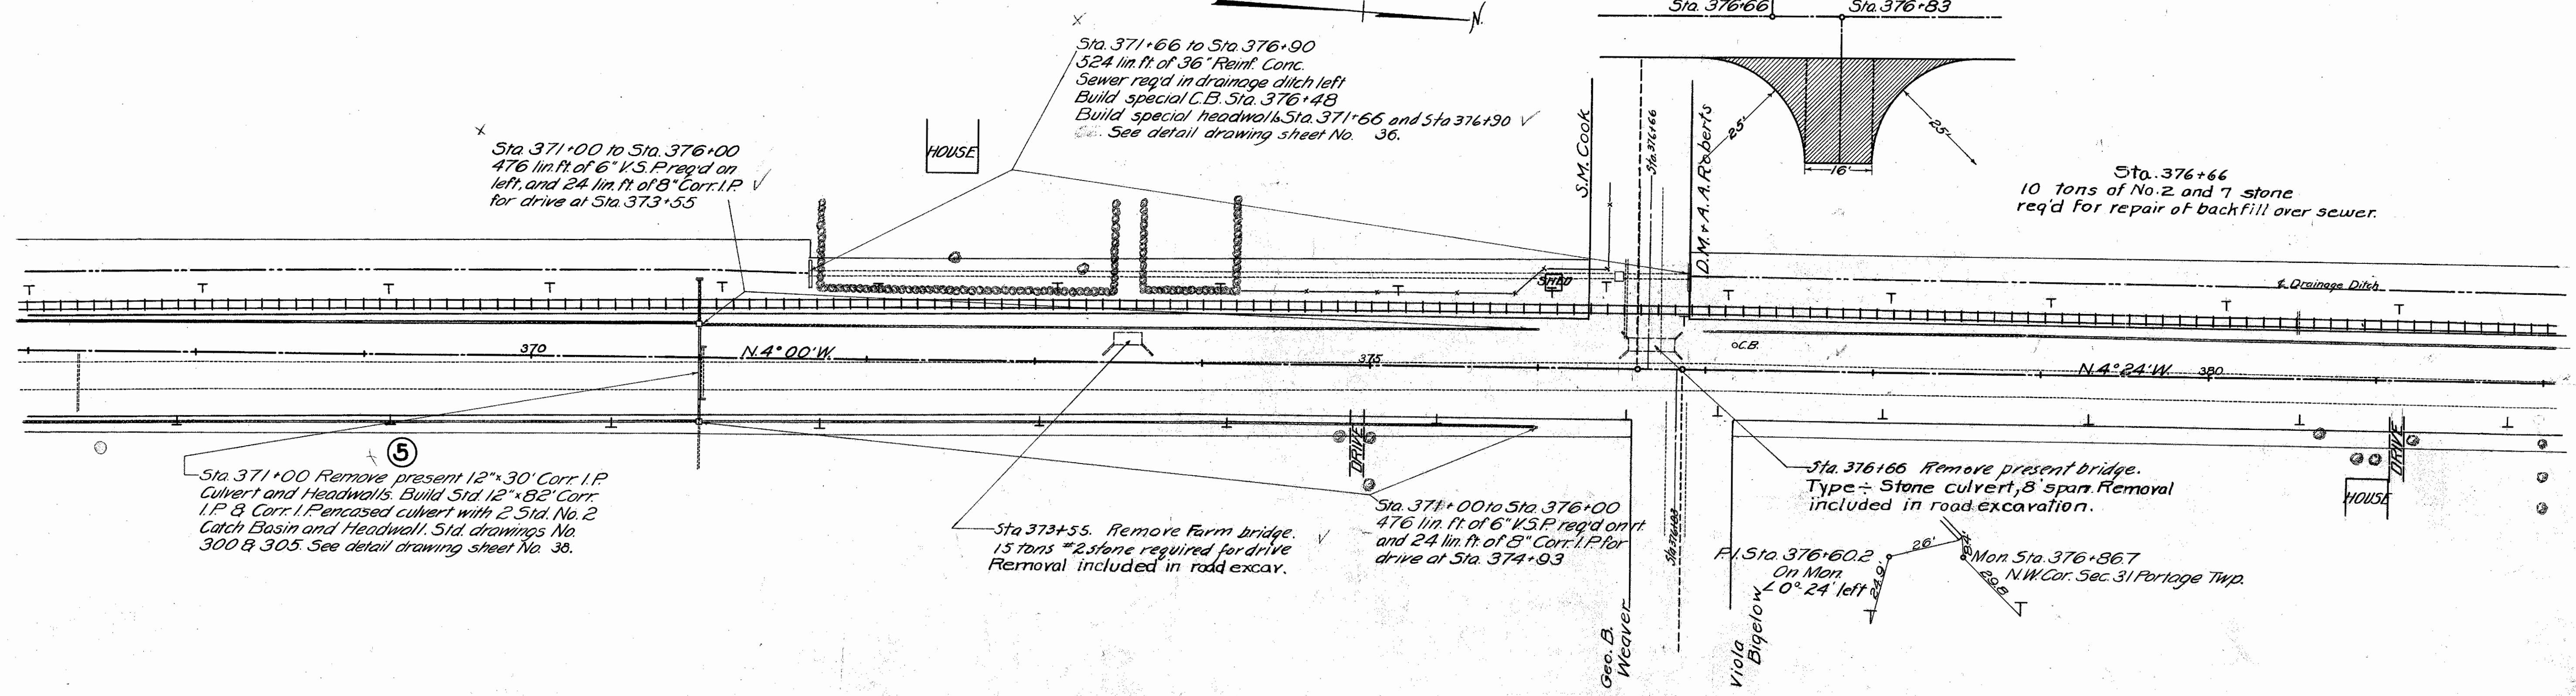 N.
Sta. 376+66
Sta. 376+83
Sta. 371+66 to Sta. 376+90
524 lin. ft. of 36" Reinf. Conc.
Sewer req'd in drainage ditch left
Build special C.B. Sta. 376+48
Build special headwalls Sta. 371+66 and Sta 376+90
See detail drawing sheet No. 36.
Sta. 371+00 to Sta. 376+00
476 lin. ft. of 6" V.S.P. req'd on
left, and 24 lin. ft. of 8" Corr. I.P.
for drive at Sta. 373+55
HOUSE
S.M. Cook
Sta. 376+66
D.M. & A.A. Roberts
25'
25'
16'
Sta. 376+66
10 tons of No. 2 and 7 stone
req'd for repair of backfill over sewer.
SHED
℄ Drainage Ditch
370
N. 4° 00' W.
375
C.B.
N. 4° 24' W.
380
DRIVE
DRIVE
HOUSE
5
Sta. 371+00 Remove present 12" x 30' Corr. I.P.
Culvert and Headwalls. Build Std. 12" x 82' Corr.
I.P. & Corr. I.P. encased culvert with 2 Std. No. 2
Catch Basin and Headwall. Std. drawings No.
300 & 305. See detail drawing sheet No. 38.
Sta 373+55. Remove Farm bridge.
15 tons #2 stone required for drive
Removal included in road excav.
Sta. 371+00 to Sta. 376+00
476 lin. ft. of 6" V.S.P. req'd on rt
and 24 lin. ft. of 8" Corr. I.P. for
drive at Sta. 374+93
Sta. 376+66 Remove present bridge.
Type - Stone culvert, 8' span. Removal
included in road excavation.
Sta 376+83
Geo. B.
Weaver
Viola
Bigelow
P.I. Sta. 376+60.2
On Mon.
∠ 0° 24' left
26'
24.9'
8.4'
29.8
Mon. Sta. 376+86.7
N.W. Cor. Sec. 31 Portage Twp.